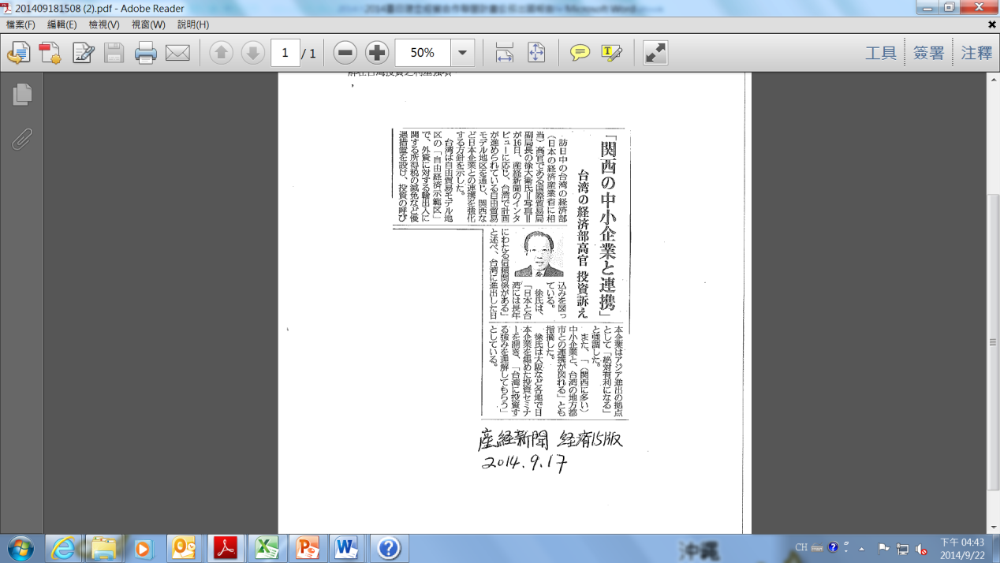 201409181508 (2).pdf - Adobe Reader
檔案(F) 編輯(E) 檢視(V) 視窗(W) 說明(H)
1 / 1 50% 工具 簽署 注釋
「関西の中小企業と連携」
台湾の経済部高官 投資訴え
訪日中の台湾の経済部
（日本の経済産業省に相
当）高官である国際貿易局
副局長の徐大衛氏＝写真＝
が16日、産経新聞のインタ
ビューに応じ、台湾で計画
が進められている自由貿易
モデル地区を通じ、関西な
ど日本企業との連携を強化
する方針を示した。
台湾は自由貿易モデル地
区の「自由経済示範区」
で、外資に対する輸出入に
関する所得税の減免など優
遇措置を設け、投資の呼び
込みを図っ
ている。
徐氏は、
「日本と台
湾には長年
にわたる信頼関係がある」
と述べ、台湾に進出した日
本企業はアジア進出の拠点
として「絶対有利になる」
と強調した。
また、「（関西に多い）
中小企業と、台湾の地方都
市との連携が図れる」とも
指摘した。
徐氏は大阪など各地で日
本企業を集めた投資セミナ
ーを開き、「台湾に投資す
る強みを理解してもらう」
としている。
産経新聞 経済15版
2014.9.17
沖繩
CH
下午 04:43
2014/9/22